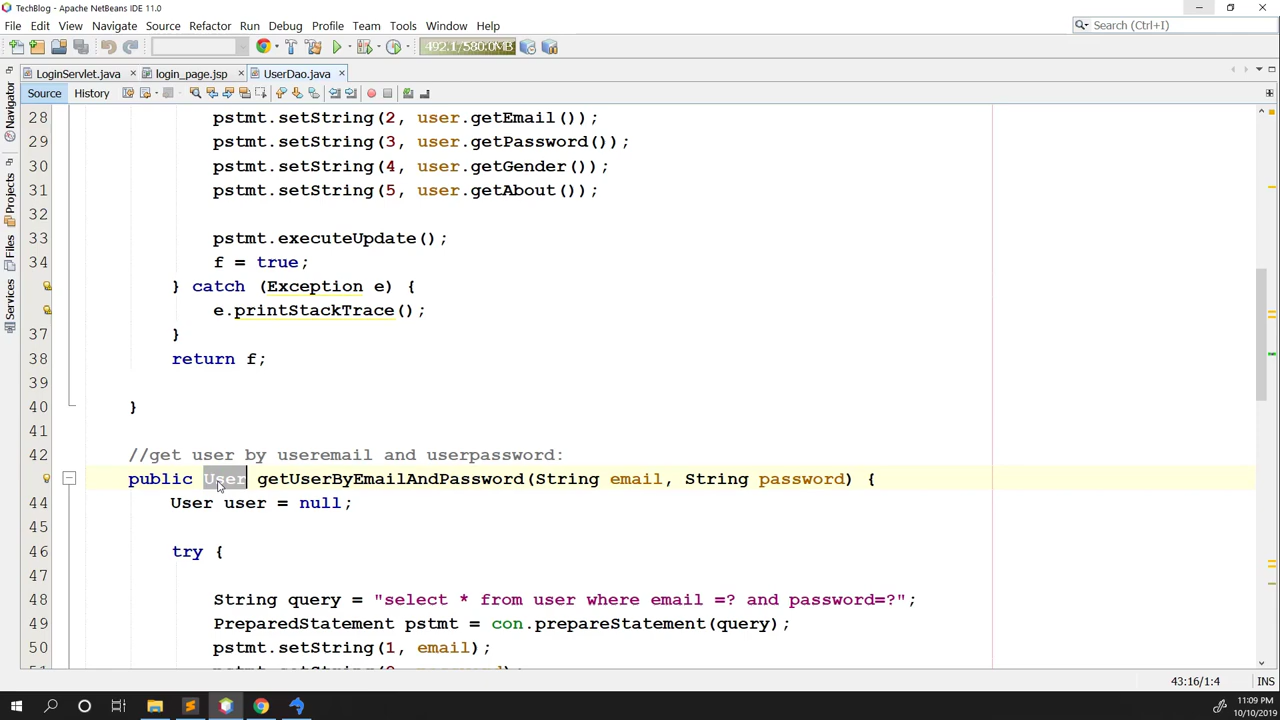 TechBlog - Apache NetBeans IDE 11.0
File Edit View Navigate Source Refactor Run Debug Profile Team Tools Window Help
Search (Ctrl+I)
492.1/580.0MB
LoginServlet.java login_page.jsp UserDao.java
Source History
Navigator
Projects
Files
Services
28 pstmt.setString(2, user.getEmail());
29 pstmt.setString(3, user.getPassword());
30 pstmt.setString(4, user.getGender());
31 pstmt.setString(5, user.getAbout());
32
33 pstmt.executeUpdate();
34 f = true;
} catch (Exception e) {
e.printStackTrace();
37 }
38 return f;
39
40 }
41
42 //get user by useremail and userpassword:
public User getUserByEmailAndPassword(String email, String password) {
44 User user = null;
45
46 try {
47
48 String query = "select * from user where email =? and password=?";
49 PreparedStatement pstmt = con.prepareStatement(query);
50 pstmt.setString(1, email);
43:16/1:4 INS
11:09 PM
10/10/2019